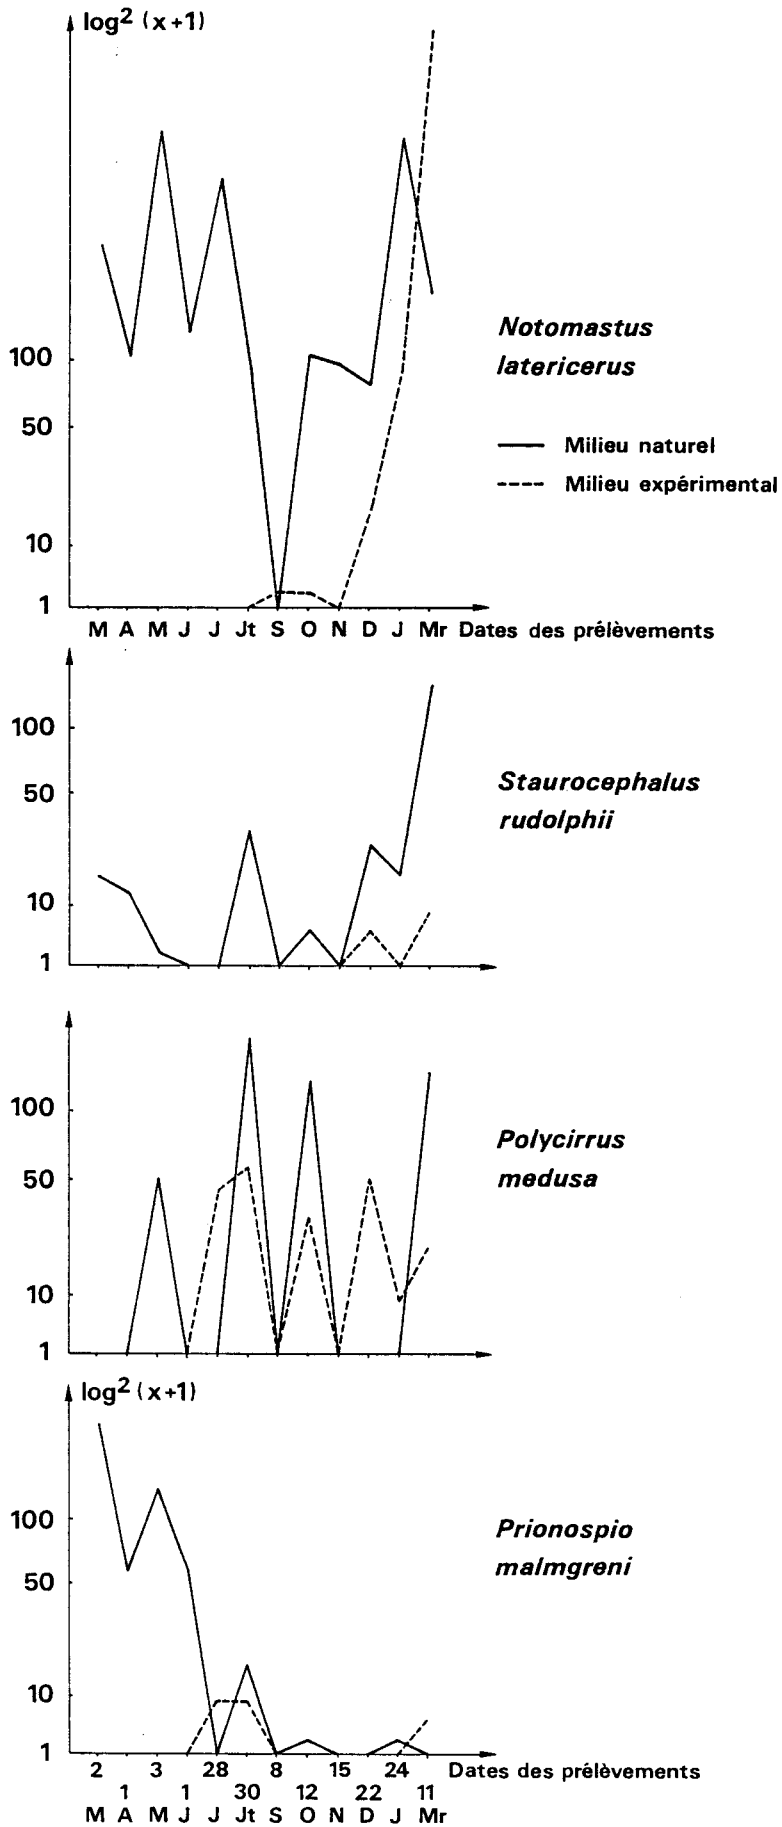 log² (x+1)
100
50
10
1
Notomastus
latericerus
Milieu naturel
Milieu expérimental
M A M J J Jt S O N D J Mr Dates des prélèvements
100
50
10
1
Staurocephalus
rudolphii
100
50
10
1
Polycirrus
medusa
log² (x+1)
100
50
10
1
Prionospio
malmgreni
2 3 28 8 15 24 Dates des prélèvements
1 1 30 12 22 11
M A M J J Jt S O N D J Mr